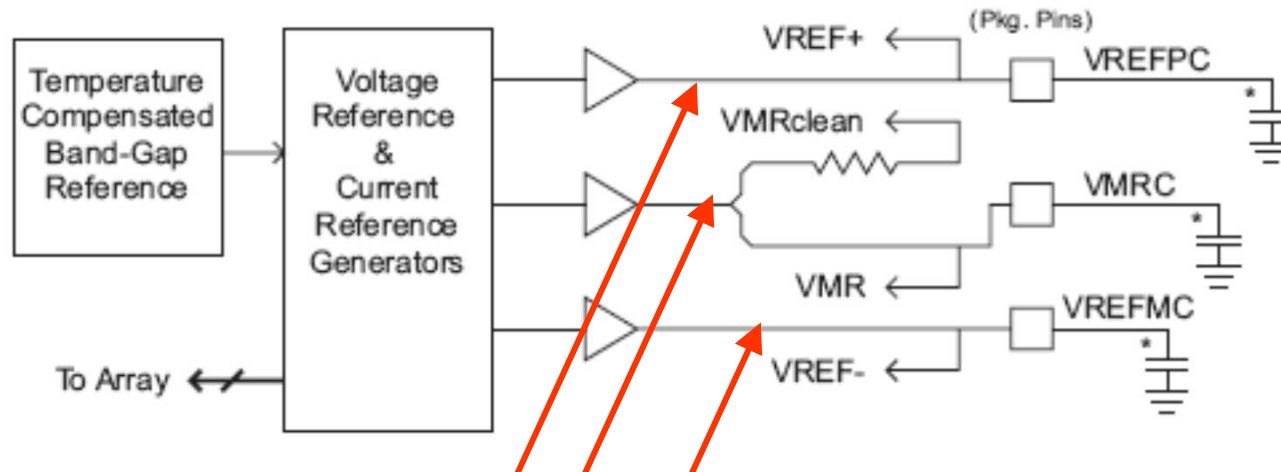 Temperature
Compensated
Band-Gap
Reference
Voltage
Reference
&
Current
Reference
Generators
To Array
VREF+
(Pkg. Pins)
VREFPC
*
VMRclean
VMRC
*
VMR
VREFMC
*
VREF-